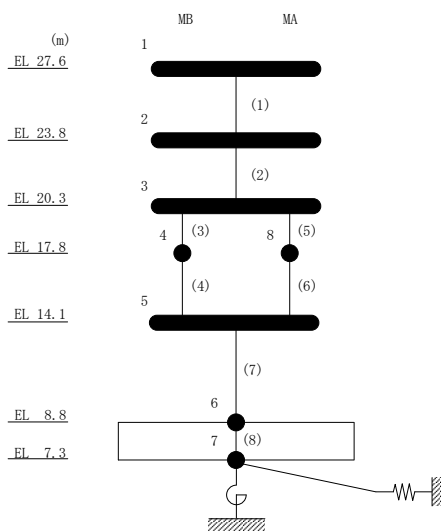 MB MA
(m)
1
EL 27.6
(1)
2
EL 23.8
(2)
3
EL 20.3
(3) (5)
4 8
EL 17.8
(4) (6)
5
EL 14.1
(7)
6
EL 8.8
7 (8)
EL 7.3